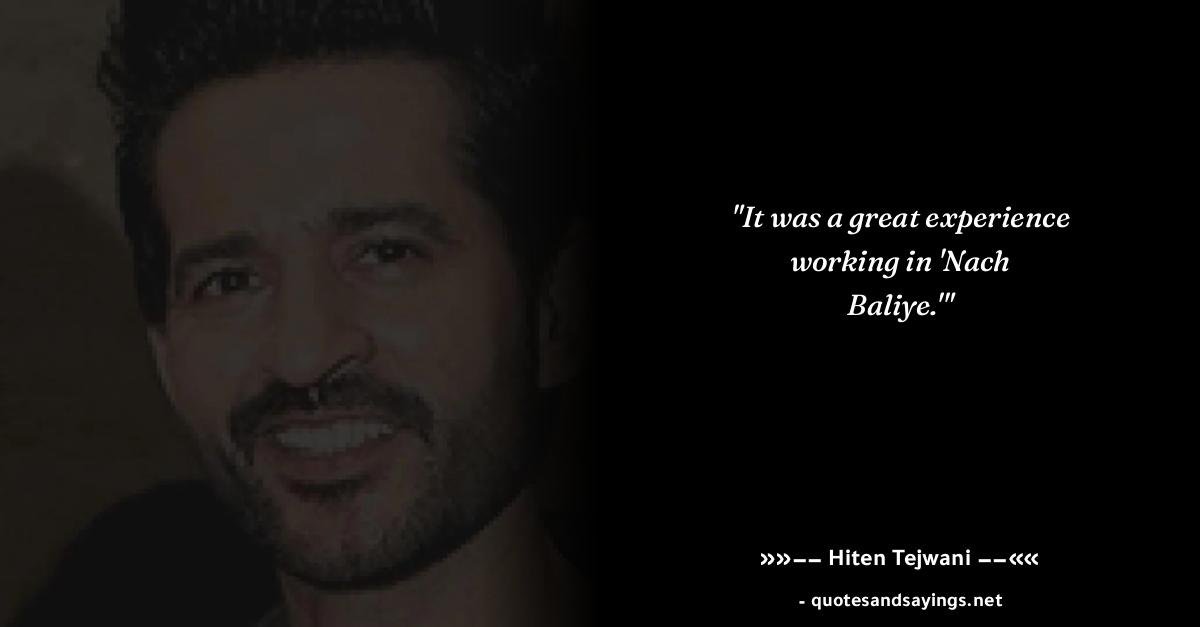 "It was a great experience
working in 'Nach
Baliye.'"
»»–– Hiten Tejwani ––««
- quotesandsayings.net